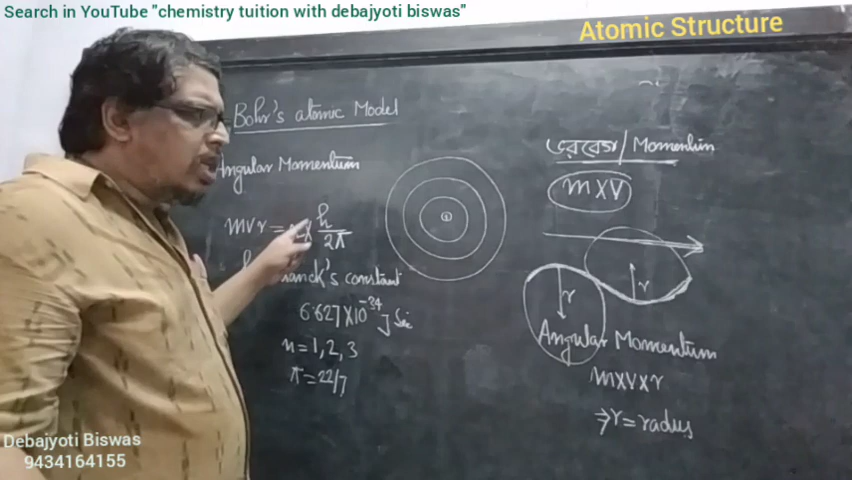 Search in YouTube "chemistry tuition with debajyoti biswas"
Atomic Structure
Bohr's atomic Model
Angular Momentum
mvr = × h/2π
h Planck's constant
6.627×10⁻³⁴ J Sec
n=1,2,3
π=22/7
ভরবেগ/Momentum
m×v
r
r
Angular Momentum
m×v×r
⇒ r=radius
Debajyoti Biswas
9434164155